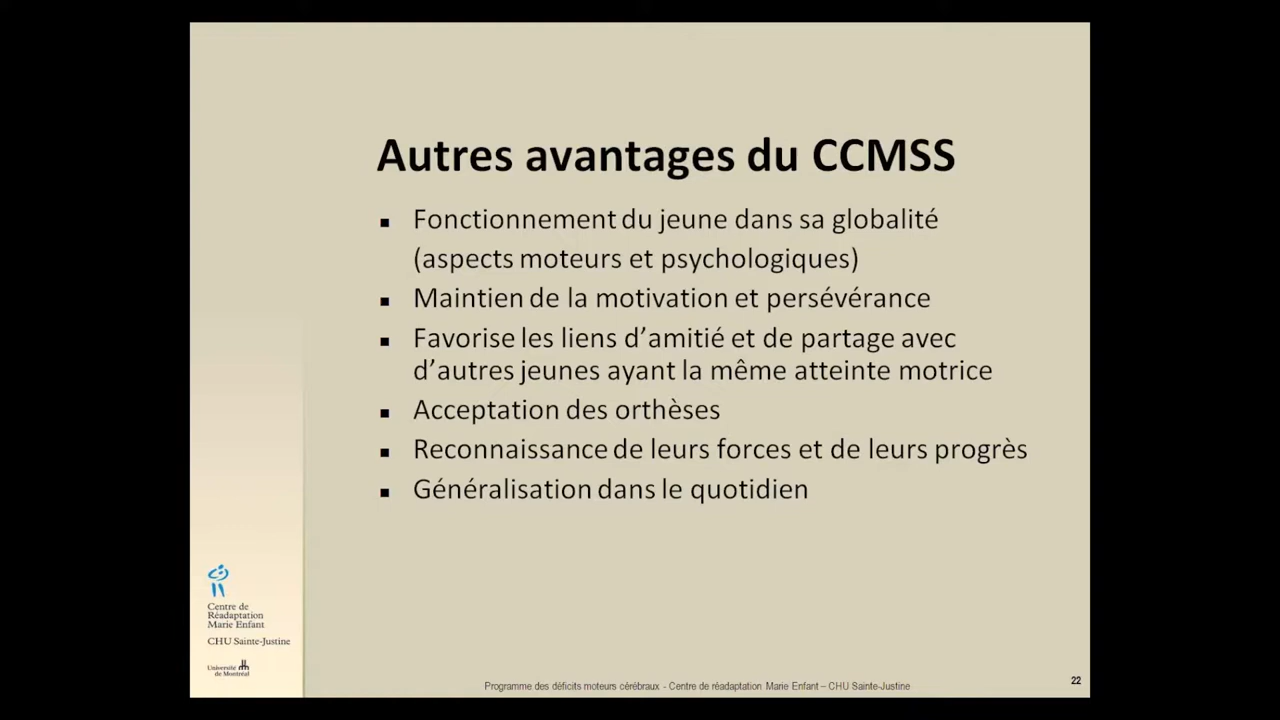 Autres avantages du CCMSS
▪ Fonctionnement du jeune dans sa globalité
(aspects moteurs et psychologiques)
▪ Maintien de la motivation et persévérance
▪ Favorise les liens d’amitié et de partage avec
d’autres jeunes ayant la même atteinte motrice
▪ Acceptation des orthèses
▪ Reconnaissance de leurs forces et de leurs progrès
▪ Généralisation dans le quotidien
Centre de
Réadaptation
Marie Enfant
CHU Sainte-Justine
Université
de Montréal
Programme des déficits moteurs cérébraux - Centre de réadaptation Marie Enfant – CHU Sainte-Justine
22